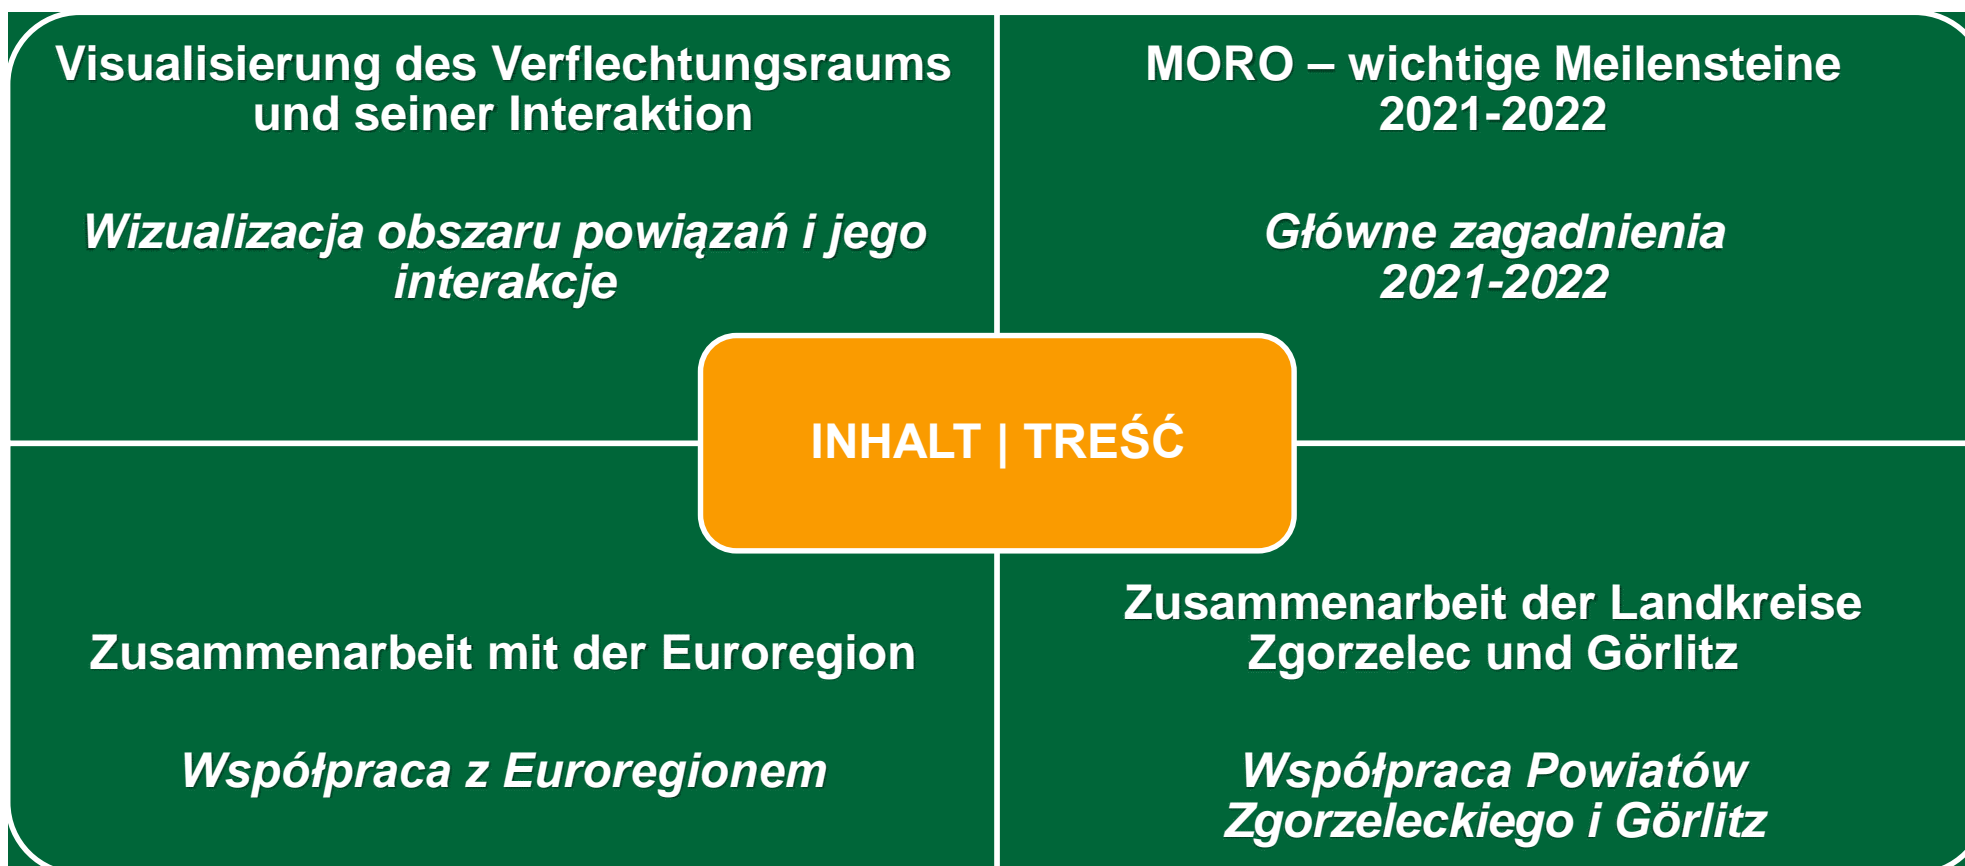 Visualisierung des Verflechtungsraums
und seiner Interaktion
Wizualizacja obszaru powiązań i jego
interakcje
MORO – wichtige Meilensteine
2021-2022
Główne zagadnienia
2021-2022
INHALT | TREŚĆ
Zusammenarbeit mit der Euroregion
Współpraca z Euroregionem
Zusammenarbeit der Landkreise
Zgorzelec und Görlitz
Współpraca Powiatów
Zgorzeleckiego i Görlitz